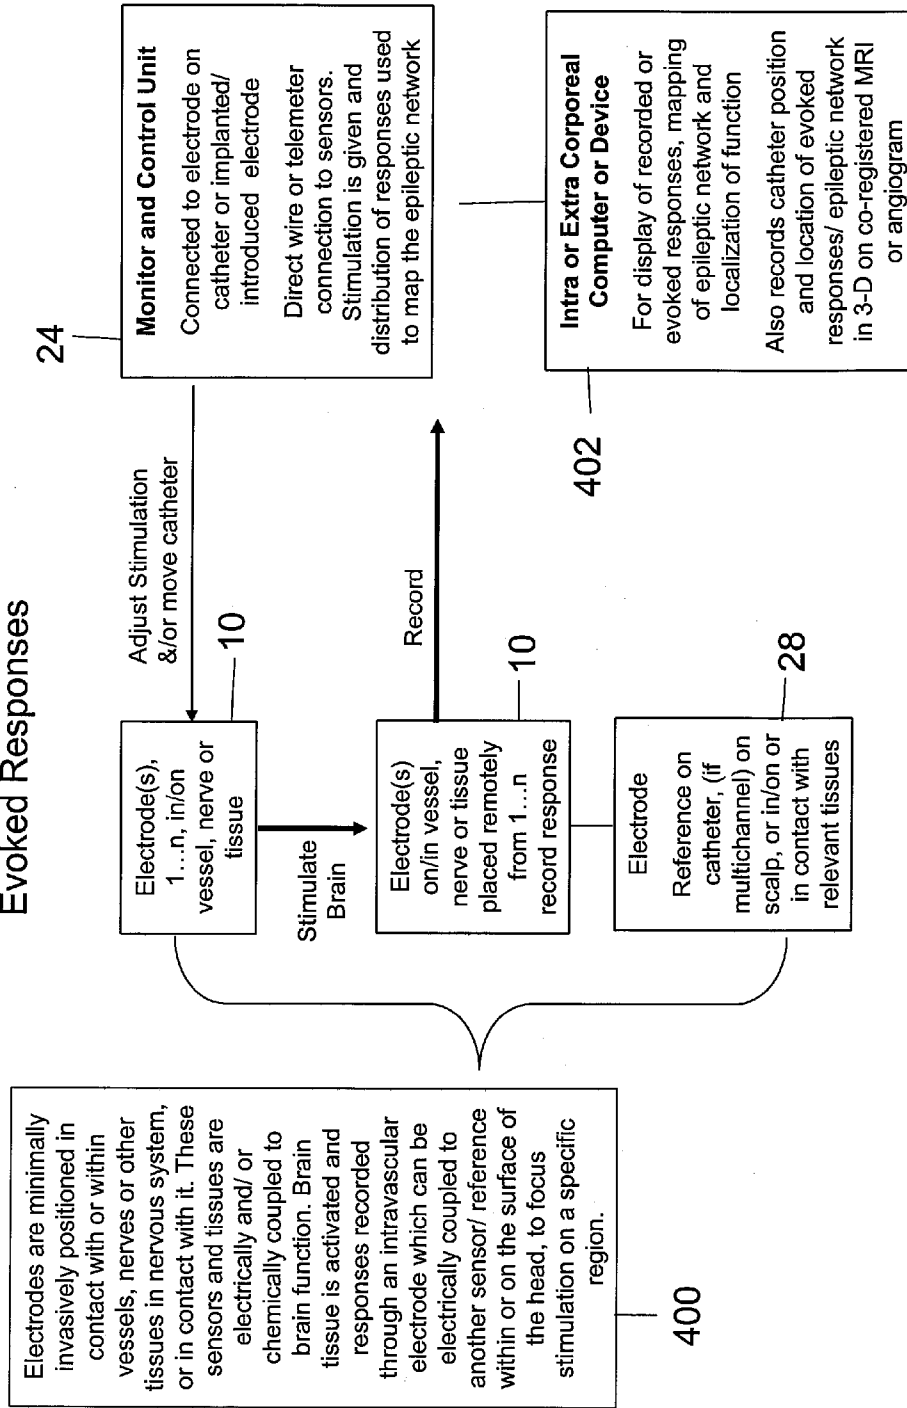 Evoked Responses
Electrodes are minimally
invasively positioned in
contact with or within
vessels, nerves or other
tissues in nervous system,
or in contact with it. These
sensors and tissues are
electrically and/ or
chemically coupled to
brain function. Brain
tissue is activated and
responses recorded
through an intravascular
electrode which can be
electrically coupled to
another sensor/ reference
within or on the surface of
the head, to focus
stimulation on a specific
region.
400
Electrode(s),
1...n, in/on
vessel, nerve or
tissue
10
Stimulate
Brain
Electrode(s)
on/in vessel,
nerve or tissue
placed remotely
from 1...n
record response
10
Electrode
Reference on
catheter, (if
multichannel) on
scalp, or in/on or
in contact with
relevant tissues
28
Adjust Stimulation
&/or move catheter
Record
24
Monitor and Control Unit
Connected to electrode on
catheter or implanted/
introduced electrode
Direct wire or telemeter
connection to sensors.
Stimulation is given and
distribution of responses used
to map the epileptic network
402
Intra or Extra Corporeal
Computer or Device
For display of recorded or
evoked responses, mapping
of epileptic network and
localization of function
Also records catheter position
and location of evoked
responses/ epileptic network
in 3-D on co-registered MRI
or angiogram